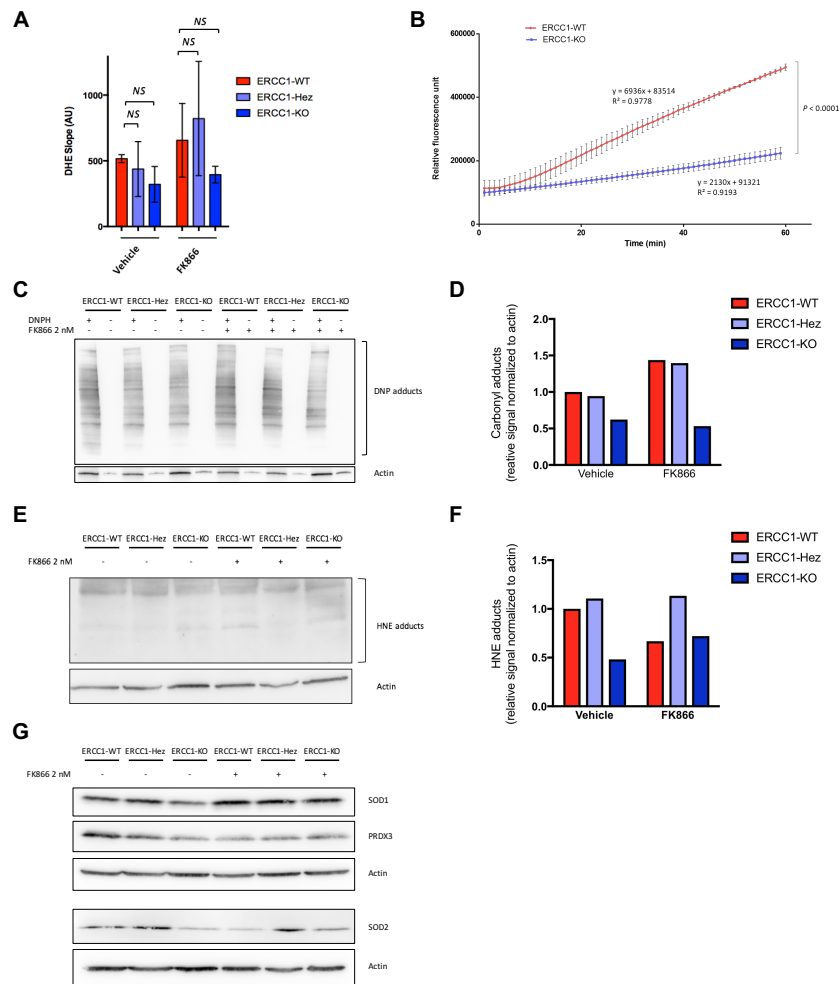 A
NS
NS
NS
NS
ERCC1-WT
ERCC1-Hez
ERCC1-KO
DHE Slope (AU)
1000
500
0
Vehicle
FK866
B
ERCC1-WT
ERCC1-KO
Relative fluorescence unit
600000
400000
200000
0
0
20
40
60
Time (min)
y = 6936x + 83514
R² = 0.9778
y = 2130x + 91321
R² = 0.9193
P < 0.0001
C
ERCC1-WT ERCC1-Hez ERCC1-KO ERCC1-WT ERCC1-Hez ERCC1-KO
DNPH + - + - + - + - + - + -
FK866 2 nM - - - - - - + + + + + +
DNP adducts
Actin
D
ERCC1-WT
ERCC1-Hez
ERCC1-KO
Carbonyl adducts
(reative signal normalized to actin)
2.0
1.5
1.0
0.5
0.0
Vehicle FK866
E
ERCC1-WT ERCC1-Hez ERCC1-KO ERCC1-WT ERCC1-Hez ERCC1-KO
FK866 2 nM - - - + + +
HNE adducts
Actin
F
ERCC1-WT
ERCC1-Hez
ERCC1-KO
HNE adducts
(relative signal normalized to actin)
1.5
1.0
0.5
0.0
Vehicle FK866
G
ERCC1-WT ERCC1-Hez ERCC1-KO ERCC1-WT ERCC1-Hez ERCC1-KO
FK866 2 nM - - - + + +
SOD1
PRDX3
Actin
SOD2
Actin